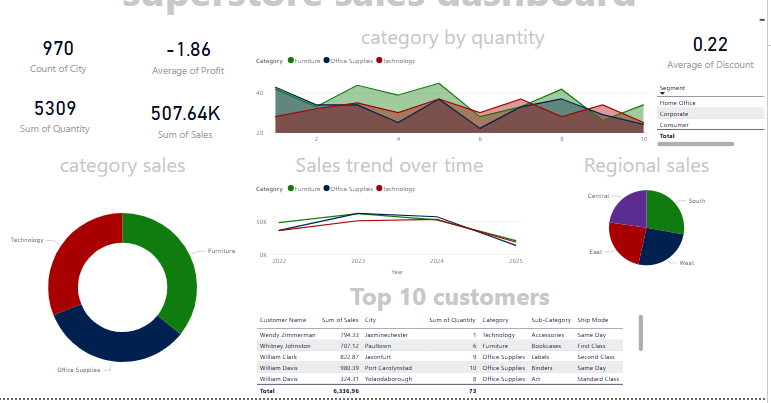 superstore sales dashboard
970
Count of City
-1.86
Average of Profit
5309
Sum of Quantity
507.64K
Sum of Sales
category by quantity
Category Furniture Office Supplies Technology
40
20
2 4 6 8 10
0.22
Average of Discount
Segment
Home Office
Corporate
Consumer
Total
category sales
Technology
Furniture
Office Supplies
Sales trend over time
Category Furniture Office Supplies Technology
50K
0K
2022 2023 2024 2025
Year
Regional sales
Central
South
East
West
Top 10 customers
Customer Name Sum of Sales City Sum of Quantity Category Sub-Category Ship Mode
Wendy Zimmerman 794.33 Jasminechester 1 Technology Accessories Same Day
Whitney Johnston 707.12 Paultown 6 Furniture Bookcases First Class
William Clark 822.87 Jasonfurt 9 Office Supplies Labels Second Class
William Davis 980.39 Port Carolynstad 10 Office Supplies Binders Same Day
William Davis 324.31 Yolandaborough 8 Office Supplies Art Standard Class
Total 6,336.96 73